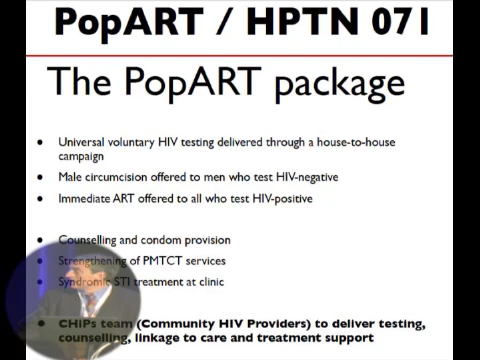 PopART / HPTN 071
The PopART package
• Universal voluntary HIV testing delivered through a house-to-house
campaign
• Male circumcision offered to men who test HIV-negative
• Immediate ART offered to all who test HIV-positive
• Counselling and condom provision
• Strengthening of PMTCT services
• Syndromic STI treatment at clinic
• CHiPs team (Community HIV Providers) to deliver testing,
counselling, linkage to care and treatment support